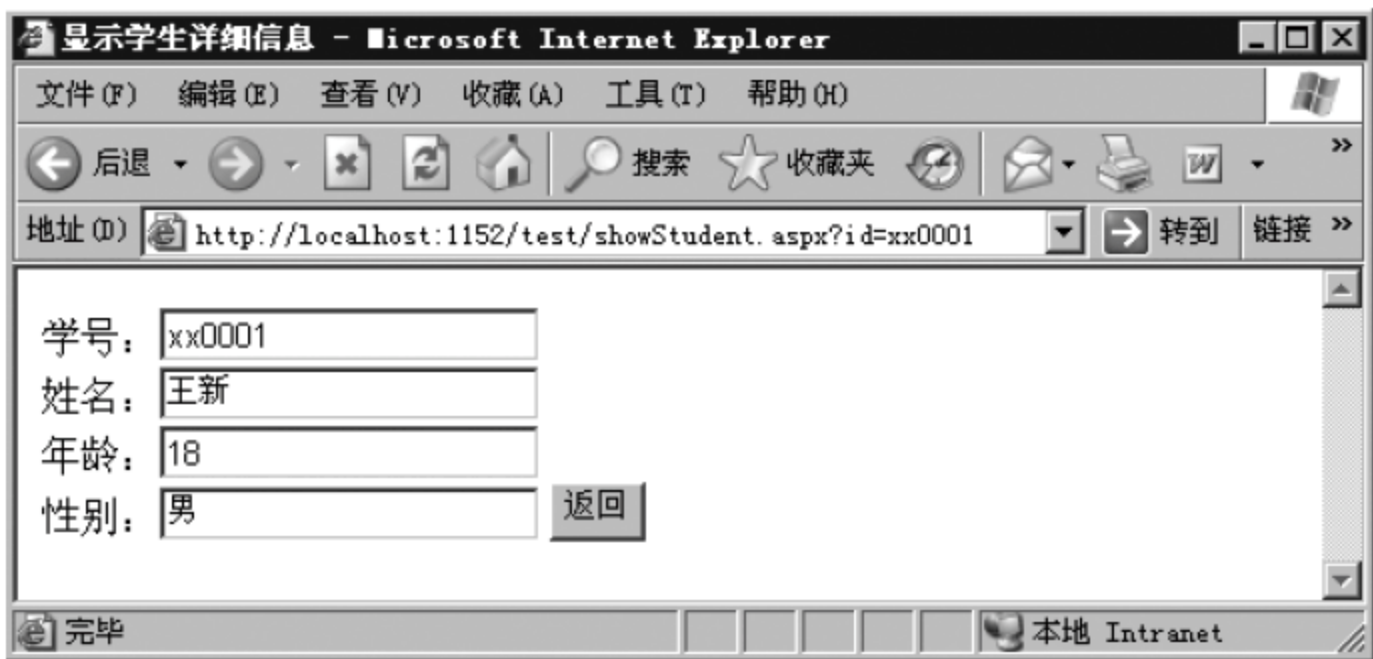 显示学生详细信息 - Microsoft Internet Explorer
文件(F) 编辑(E) 查看(V) 收藏(A) 工具(T) 帮助(H)
后退 搜索 收藏夹 W »
地址(D) http://localhost:1152/test/showStudent.aspx?id=xx0001 转到 链接 »
学号： xx0001
姓名： 王新
年龄： 18
性别： 男 返回
完毕 本地 Intranet